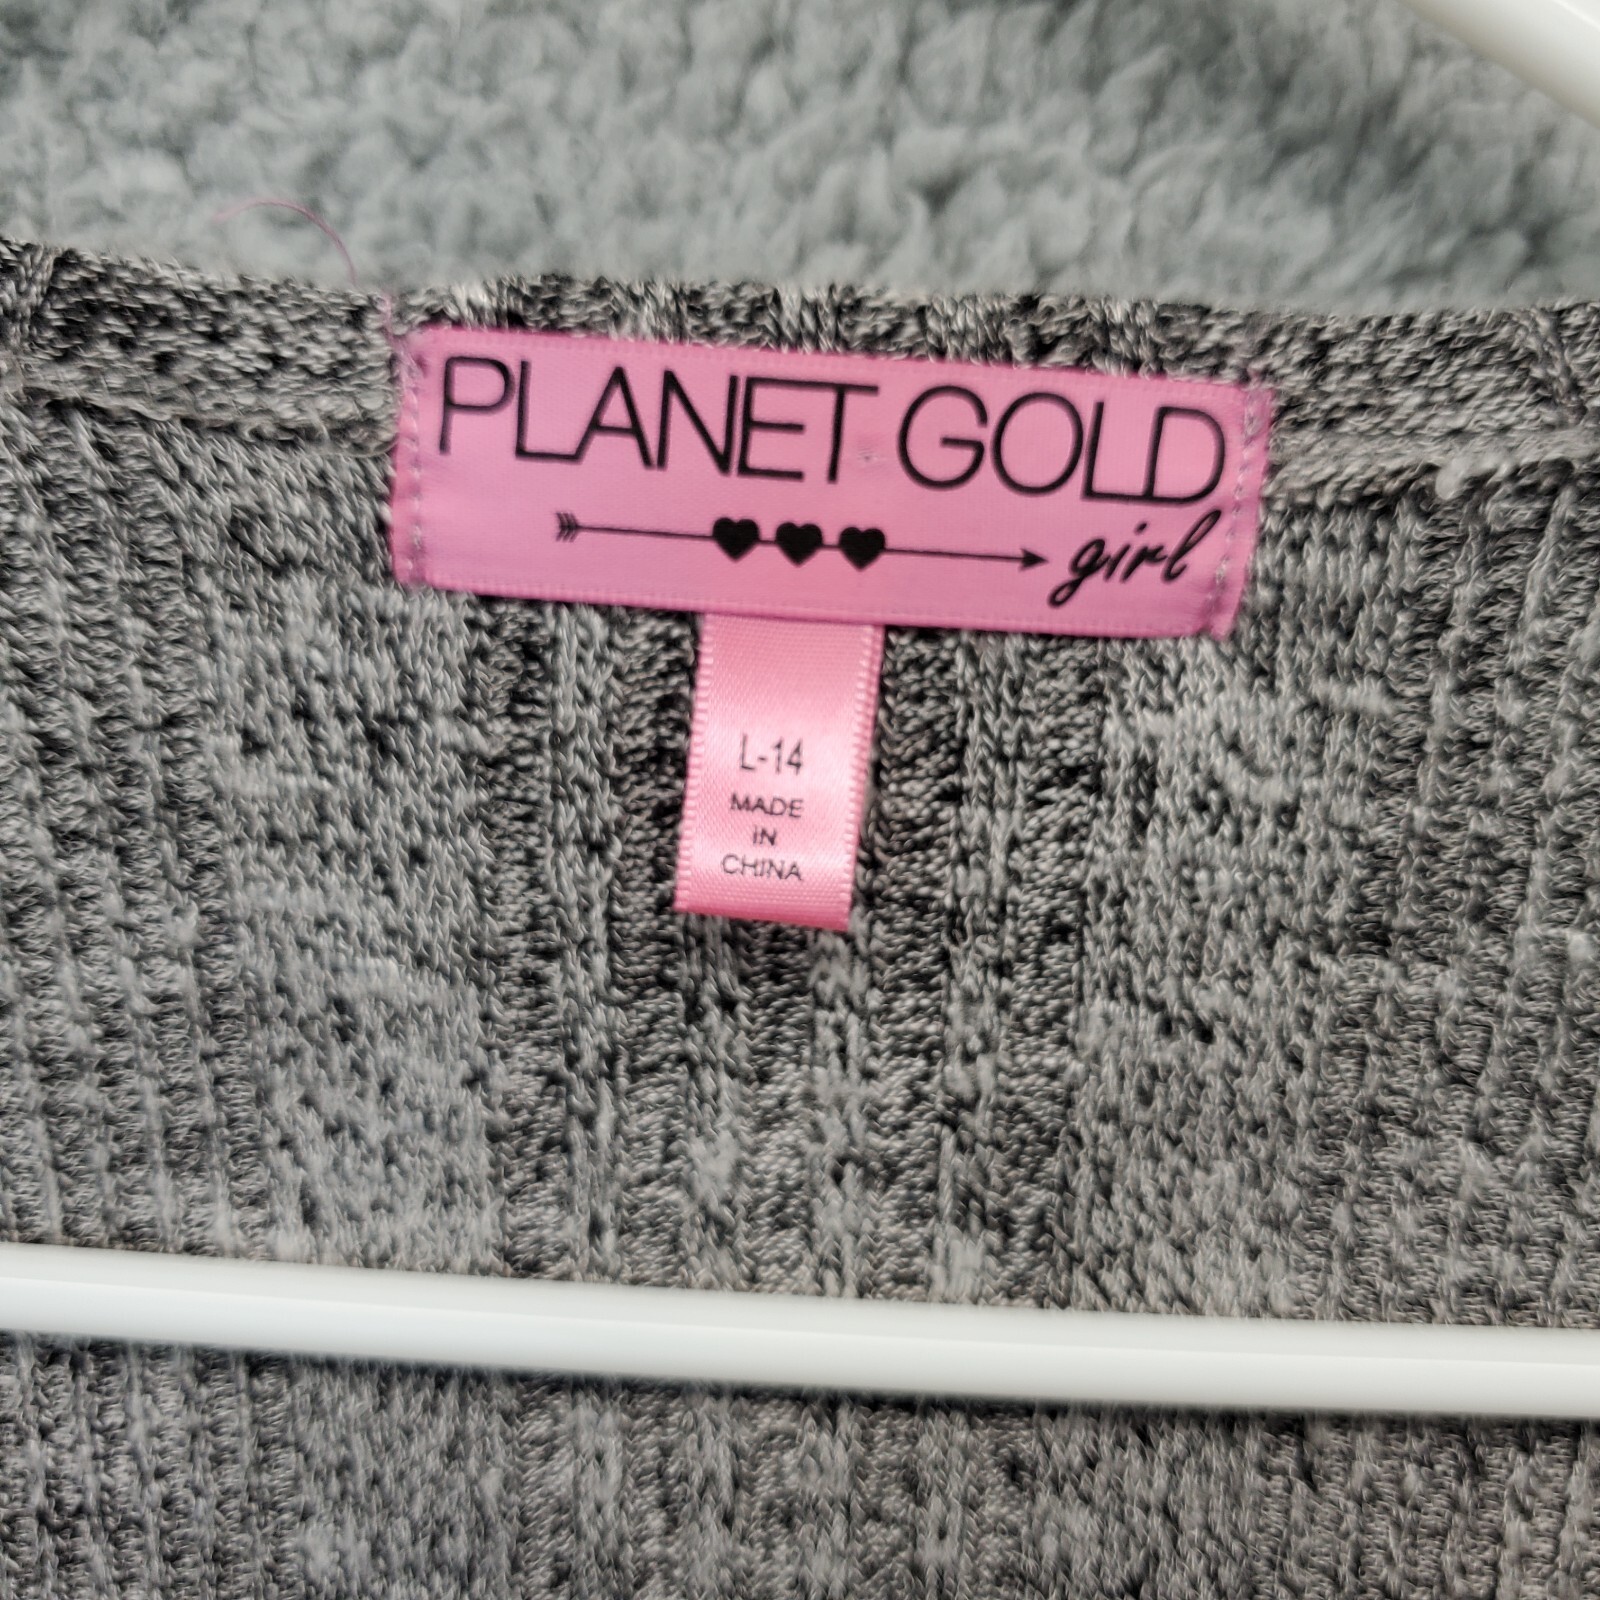 PLANET GOLD
girl
L-14
MADE
IN
CHINA